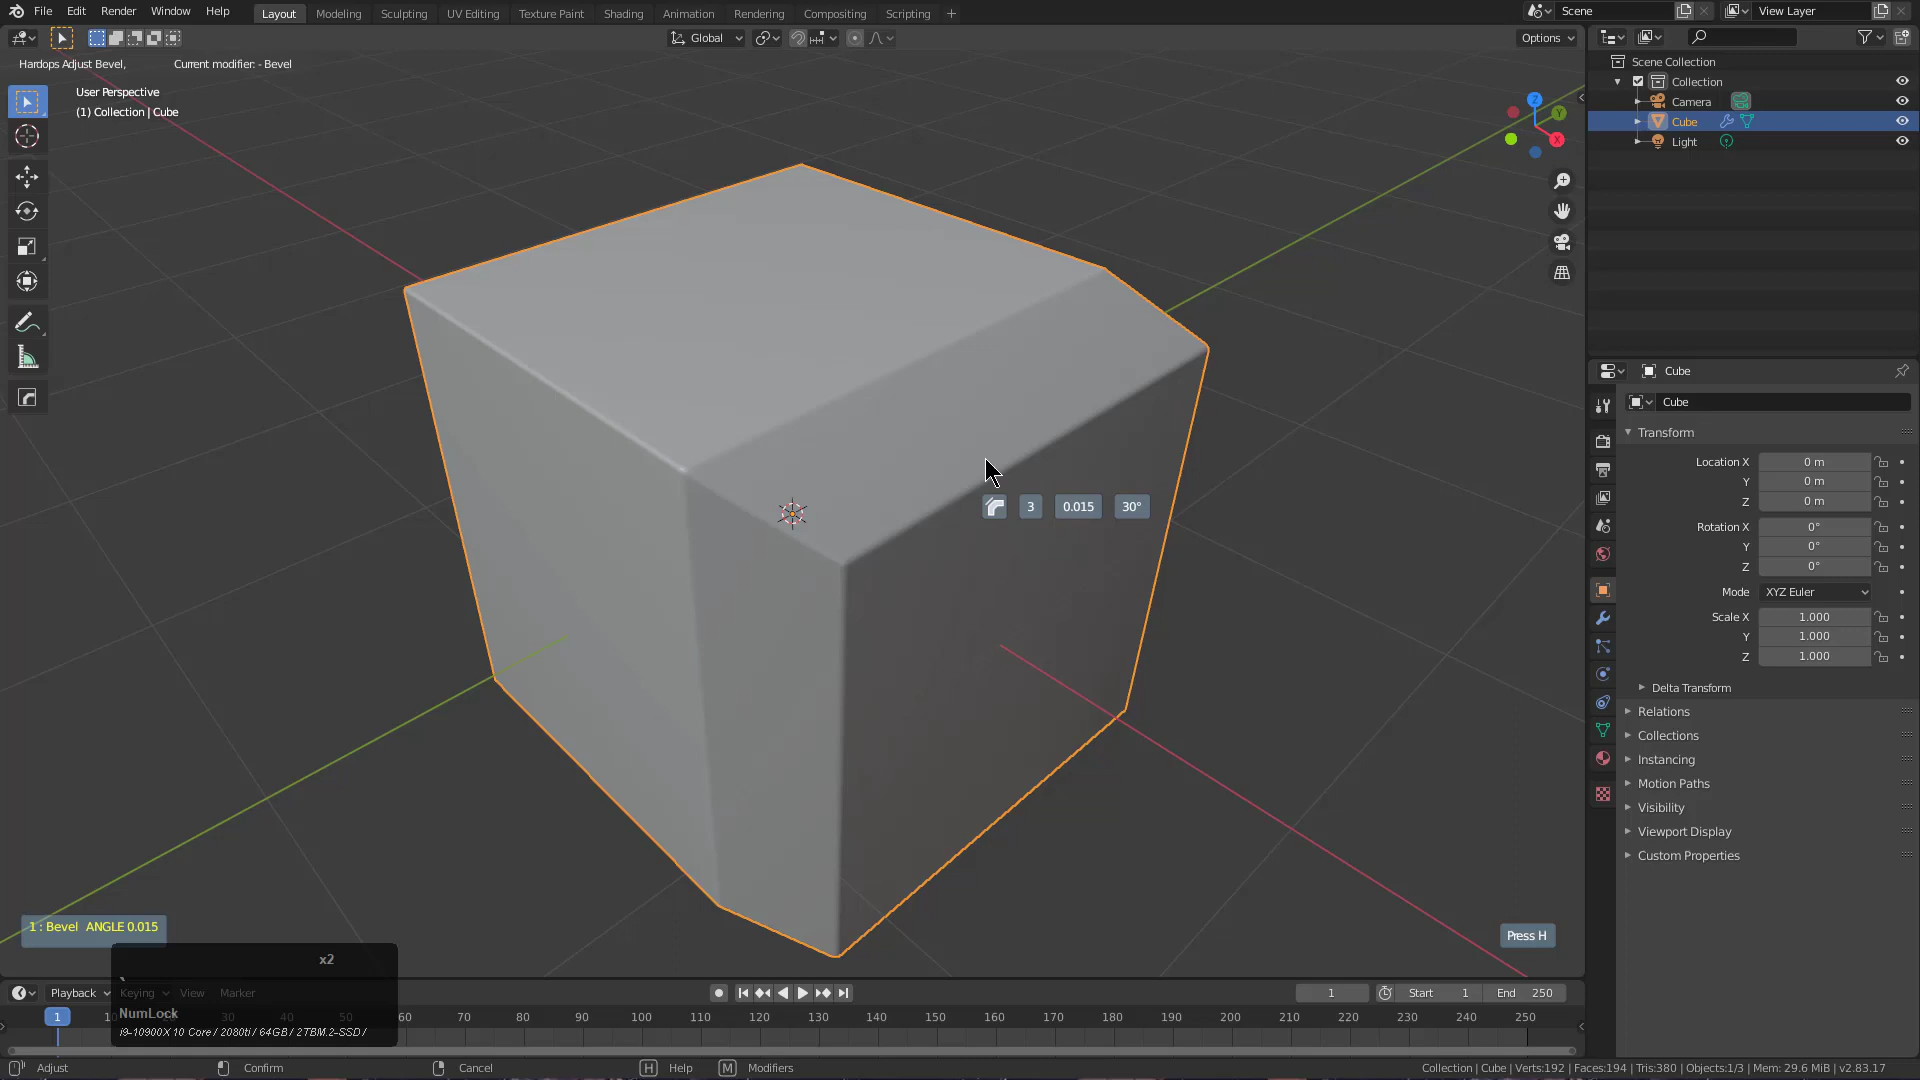 File Edit Render Window Help
Layout Modeling Sculpting UV Editing Texture Paint Shading Animation Rendering Compositing Scripting +
Scene View Layer
Global Options
Hardops Adjust Bevel, Current modifier: - Bevel
User Perspective
(1) Collection | Cube
Z
Y
X
3 0.015 30°
1 : Bevel ANGLE 0.015
Press H
x2
NumLock
i9-10900X 10 Core / 2080ti / 64GB / 2TBM.2-SSD /
Scene Collection
Collection
Camera
Cube
Light
Cube
Cube
Transform
Location X 0 m
Y 0 m
Z 0 m
Rotation X 0°
Y 0°
Z 0°
Mode XYZ Euler
Scale X 1.000
Y 1.000
Z 1.000
Delta Transform
Relations
Collections
Instancing
Motion Paths
Visibility
Viewport Display
Custom Properties
Playback Keying View Marker
1 Start 1 End 250
1 10 20 30 40 50 60 70 80 90 100 110 120 130 140 150 160 170 180 190 200 210 220 230 240 250
Adjust Confirm Cancel H Help M Modifiers
Collection | Cube | Verts:192 | Faces:194 | Tris:380 | Objects:1/3 | Mem: 29.6 MiB | v2.83.17